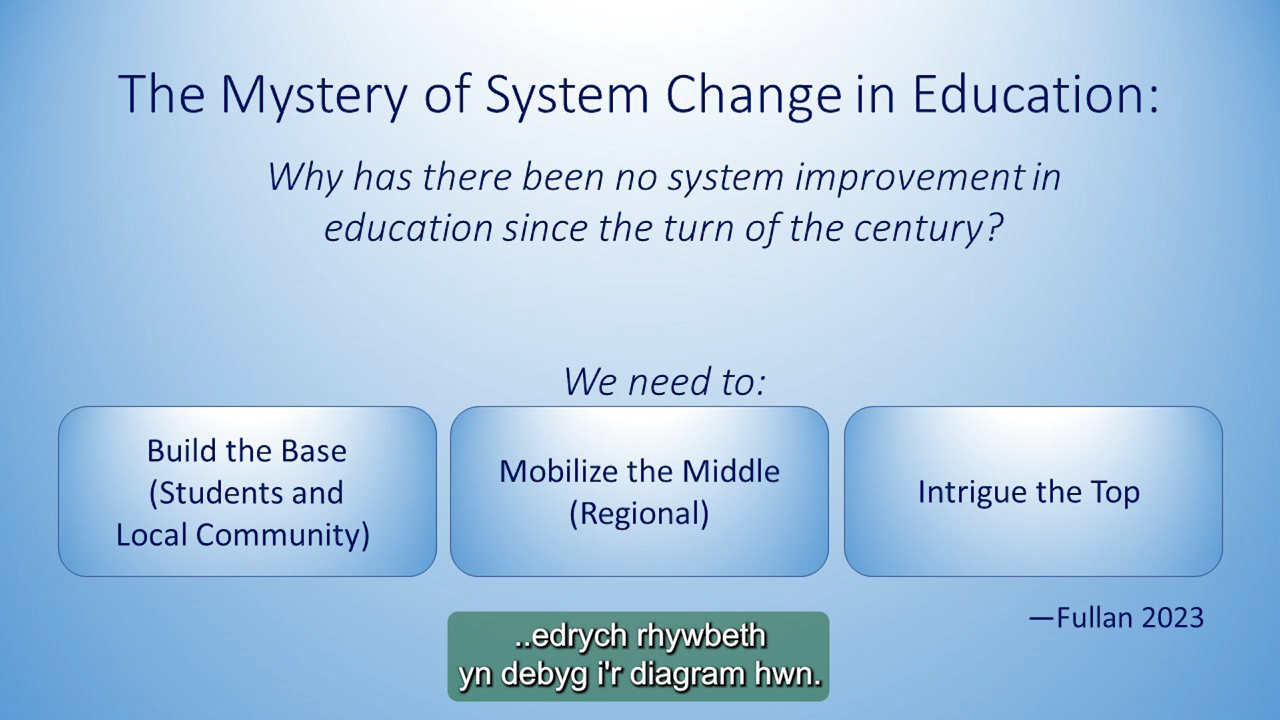 The Mystery of System Change in Education:
Why has there been no system improvement in
education since the turn of the century?
We need to:
Build the Base
(Students and
Local Community)
Mobilize the Middle
(Regional)
Intrigue the Top
—Fullan 2023
..edrych rhywbeth
yn debyg i'r diagram hwn.